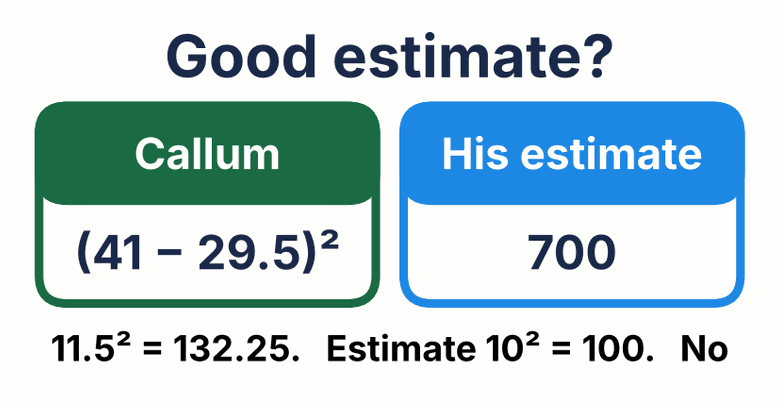 Good estimate?
Callum
His estimate
(41 − 29.5)²
700
11.5² = 132.25. Estimate 10² = 100. No